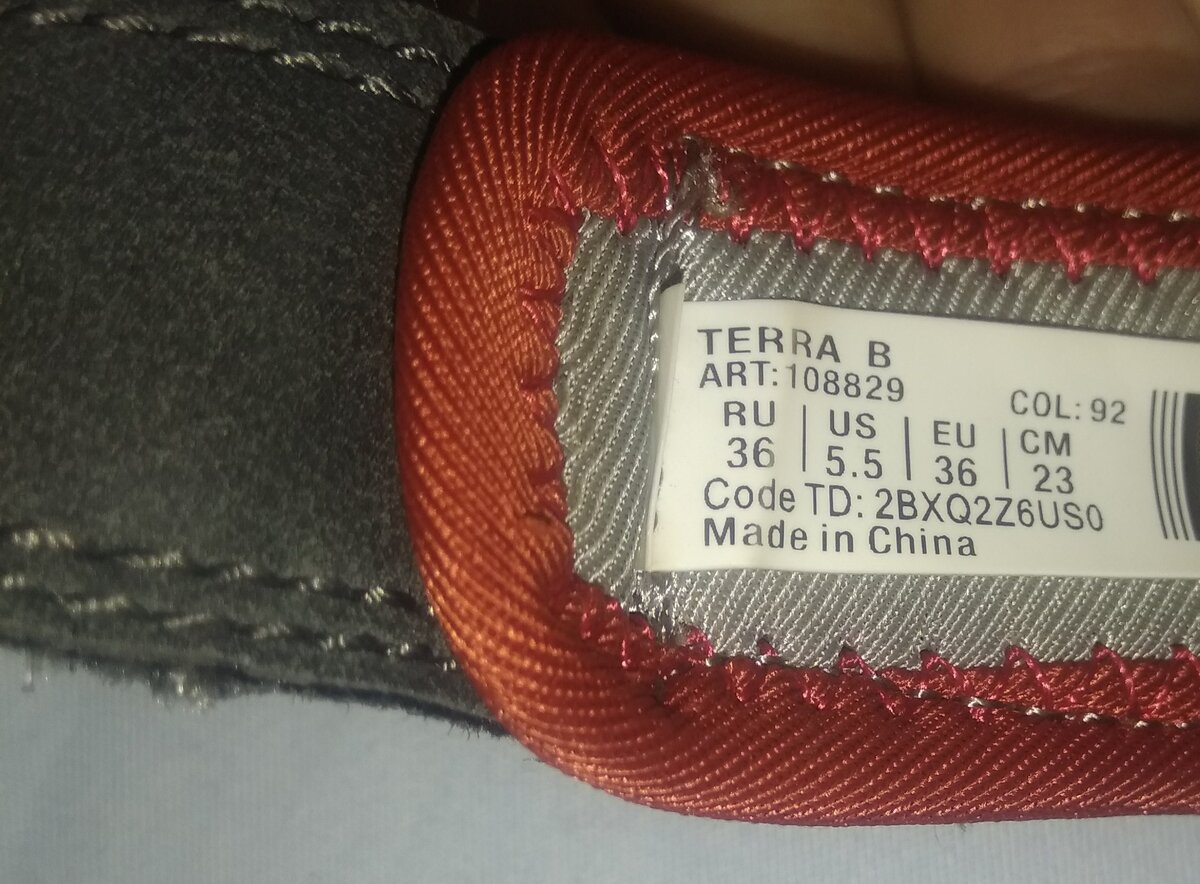 TERRA B
ART:108829 COL: 92
RU US EU CM
36 5.5 36 23
Code TD: 2BXQ2Z6US0
Made in China